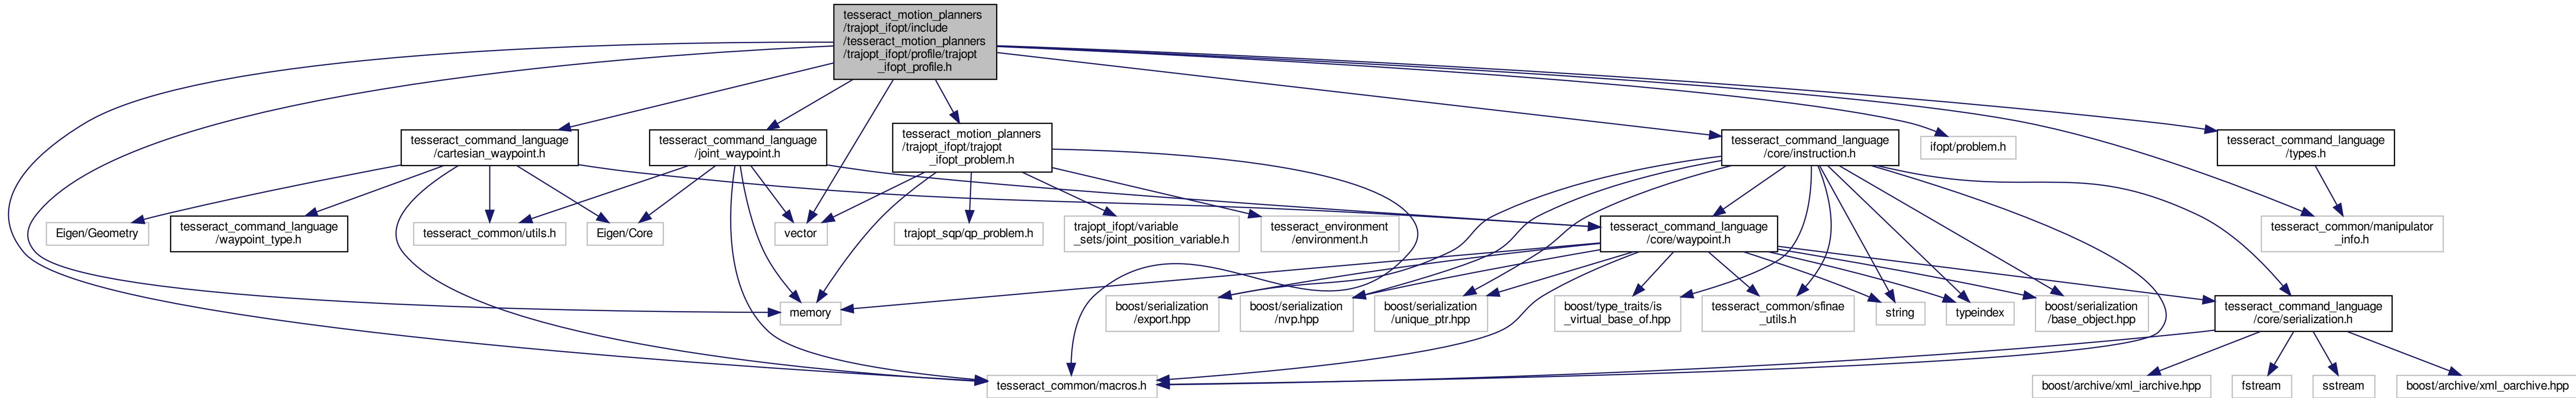 tesseract_motion_planners
/trajopt_ifopt/include
/tesseract_motion_planners
/trajopt_ifopt/profile/trajopt
_ifopt_profile.h
tesseract_command_language
/cartesian_waypoint.h
tesseract_command_language
/joint_waypoint.h
tesseract_motion_planners
/trajopt_ifopt/trajopt
_ifopt_problem.h
tesseract_command_language
/core/instruction.h
ifopt/problem.h
tesseract_command_language
/types.h
Eigen/Geometry
tesseract_command_language
/waypoint_type.h
tesseract_common/utils.h
Eigen/Core
vector
trajopt_sqp/qp_problem.h
trajopt_ifopt/variable
_sets/joint_position_variable.h
tesseract_environment
/environment.h
tesseract_command_language
/core/waypoint.h
tesseract_common/manipulator
_info.h
memory
boost/serialization
/export.hpp
boost/serialization
/nvp.hpp
boost/serialization
/unique_ptr.hpp
boost/type_traits/is
_virtual_base_of.hpp
tesseract_common/sfinae
_utils.h
string
typeindex
boost/serialization
/base_object.hpp
tesseract_command_language
/core/serialization.h
tesseract_common/macros.h
boost/archive/xml_iarchive.hpp
fstream
sstream
boost/archive/xml_oarchive.hpp